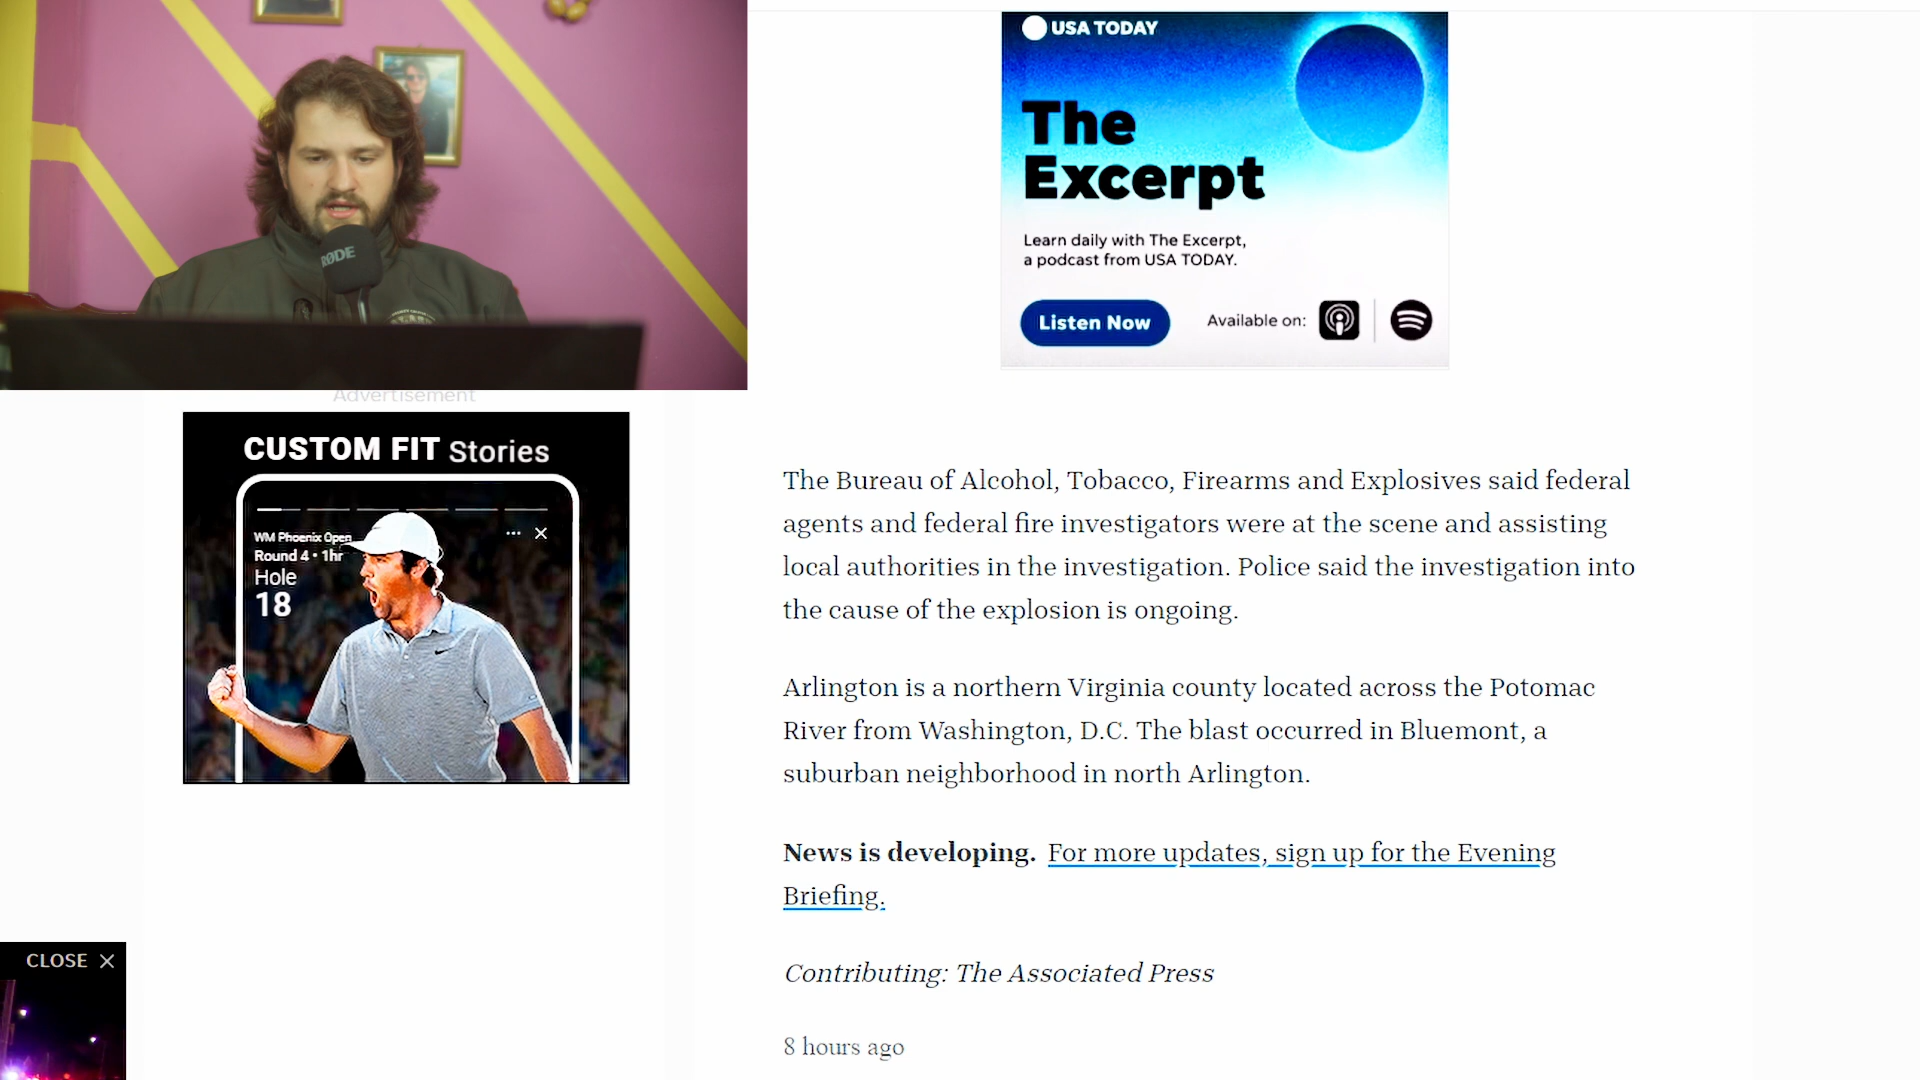 RØDE
USA TODAY
The
Excerpt
Learn daily with The Excerpt,
a podcast from USA TODAY.
Listen Now
Available on:
Advertisement
CUSTOM FIT Stories
WM Phoenix Open
Round 4 • 1hr
Hole
18
The Bureau of Alcohol, Tobacco, Firearms and Explosives said federal
agents and federal fire investigators were at the scene and assisting
local authorities in the investigation. Police said the investigation into
the cause of the explosion is ongoing.
Arlington is a northern Virginia county located across the Potomac
River from Washington, D.C. The blast occurred in Bluemont, a
suburban neighborhood in north Arlington.
News is developing. For more updates, sign up for the Evening
Briefing.
Contributing: The Associated Press
8 hours ago
CLOSE